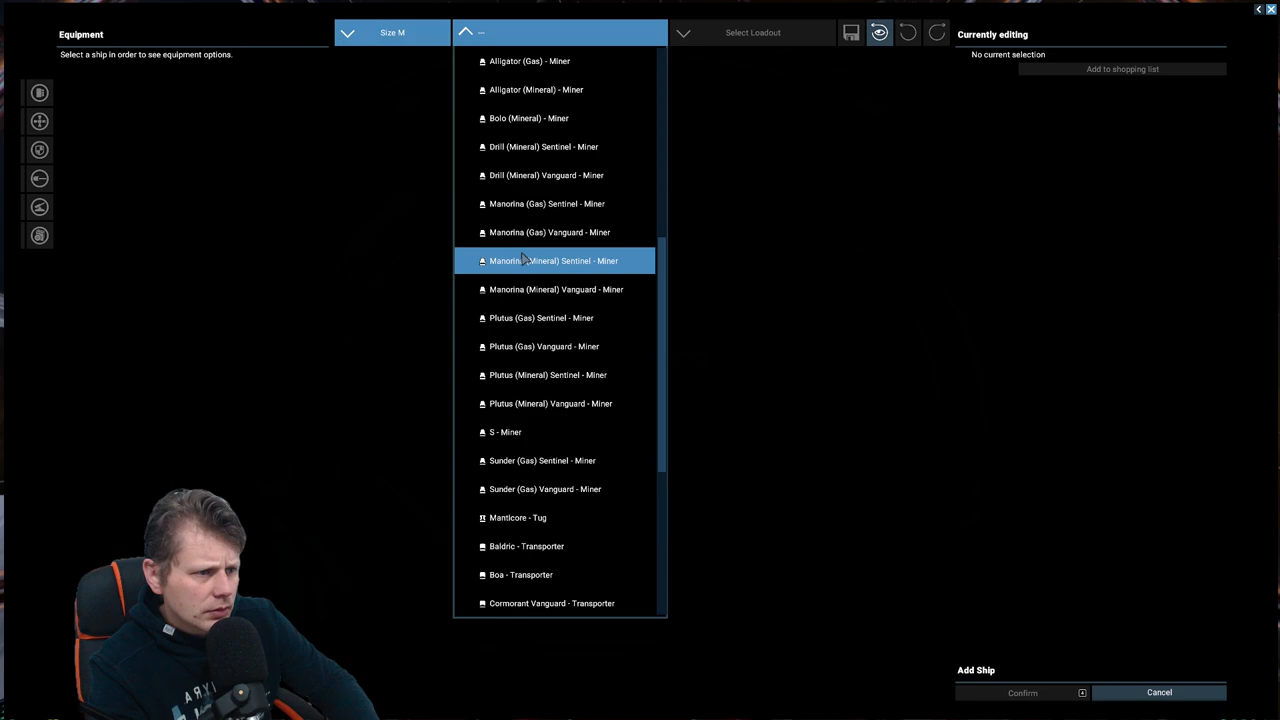 Equipment
Select a ship in order to see equipment options.
Size M
—
Select Loadout
Currently editing
No current selection
Add to shopping list
Alligator (Gas) - Miner
Alligator (Mineral) - Miner
Bolo (Mineral) - Miner
Drill (Mineral) Sentinel - Miner
Drill (Mineral) Vanguard - Miner
Manorina (Gas) Sentinel - Miner
Manorina (Gas) Vanguard - Miner
Manorina (Mineral) Sentinel - Miner
Manorina (Mineral) Vanguard - Miner
Plutus (Gas) Sentinel - Miner
Plutus (Gas) Vanguard - Miner
Plutus (Mineral) Sentinel - Miner
Plutus (Mineral) Vanguard - Miner
S - Miner
Sunder (Gas) Sentinel - Miner
Sunder (Gas) Vanguard - Miner
Manticore - Tug
Baldric - Transporter
Boa - Transporter
Cormorant Vanguard - Transporter
Add Ship
Confirm
Cancel